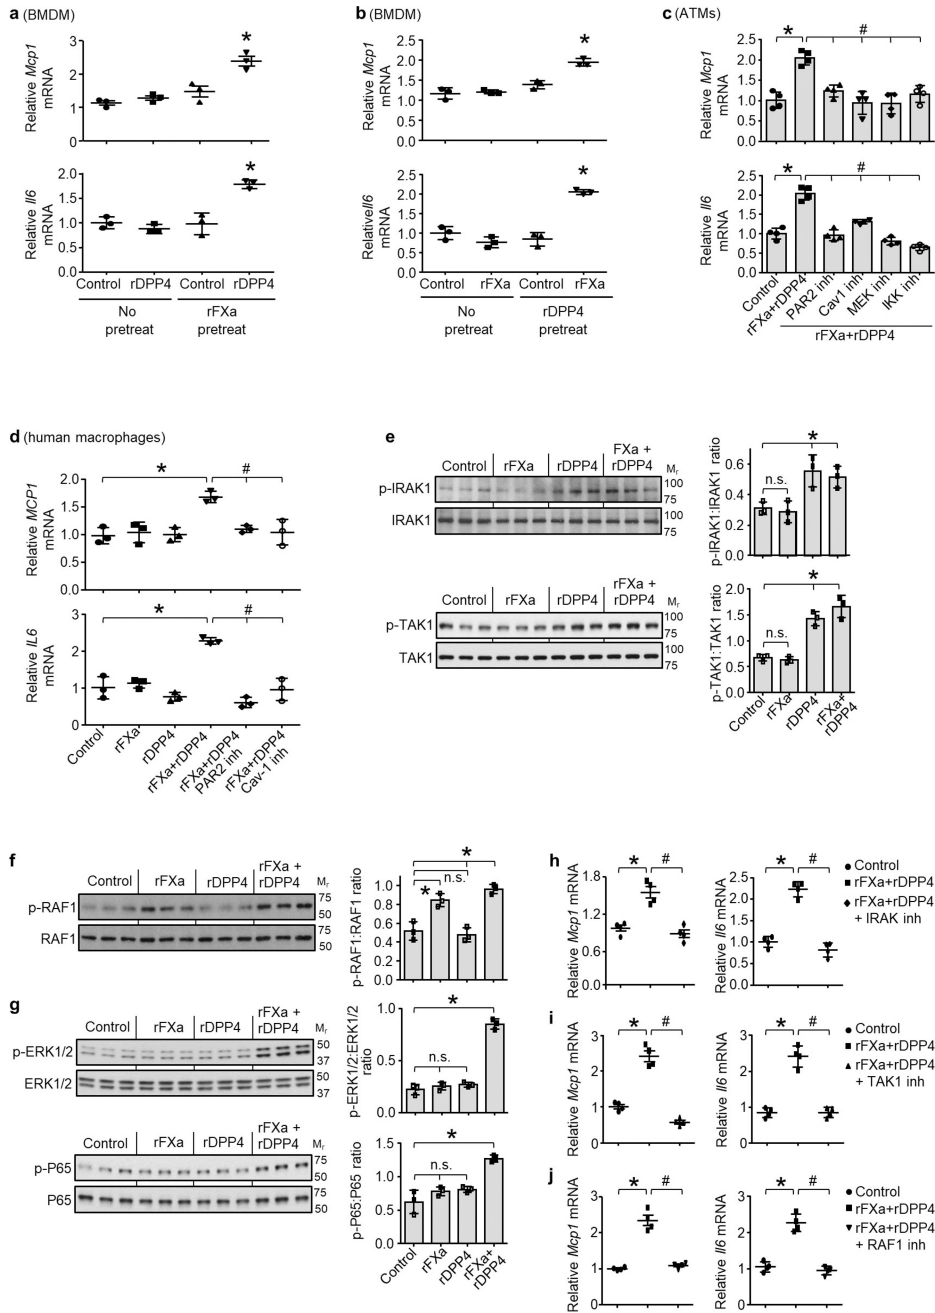 a (BMDM)
Relative Mcp1
mRNA
3
2
1
0
*
Relative Il6
mRNA
2.0
1.5
1.0
0.5
0.0
*
Control rDPP4 Control rDPP4
No
pretreat
rFXa
pretreat
b (BMDM)
Relative Mcp1
mRNA
2.5
2.0
1.5
1.0
0.5
0.0
*
Relative Il6
mRNA
2.5
2.0
1.5
1.0
0.5
0.0
*
Control rFXa Control rFXa
No
pretreat
rDPP4
pretreat
c (ATMs)
Relative Mcp1
mRNA
2.5
2.0
1.5
1.0
0.5
0.0
* #
Relative Il6
mRNA
2.5
2.0
1.5
1.0
0.5
0.0
* #
Control
rFXa+rDPP4
PAR2 inh
Cav1 inh
MEK inh
IKK inh
rFXa+rDPP4
d (human macrophages)
Relative MCP1
mRNA
2.0
1.5
1.0
0.5
0.0
* #
Relative IL6
mRNA
3
2
1
0
* #
Control
rFXa
rDPP4
rFXa+rDPP4
rFXa+rDPP4
PAR2 inh
rFXa+rDPP4
Cav-1 inh
e
Control rFXa rDPP4 FXa +
rDPP4 Mr
p-IRAK1 100
75
IRAK1 100
75
Control rFXa rDPP4 rFXa +
rDPP4 Mr
p-TAK1 100
75
TAK1 100
75
p-IRAK1:IRAK1 ratio
0.6
0.4
0.2
0.0
*
n.s.
p-TAK1:TAK1 ratio
2.0
1.5
1.0
0.5
0.0
*
n.s.
Control
rFXa
rDPP4
rFXa+
rDPP4
f
Control rFXa rDPP4 rFXa +
rDPP4 Mr
p-RAF1 75
50
RAF1 75
50
p-RAF1:RAF1 ratio
1.0
0.8
0.6
0.4
0.2
0.0
*
* n.s.
g
Control rFXa rDPP4 rFXa +
rDPP4 Mr
p-ERK1/2 50
37
ERK1/2 50
37
p-ERK1/2:ERK1/2
ratio
1.0
0.5
0.0
*
n.s.
Control rFXa rDPP4 rFXa +
rDPP4 Mr
p-P65 75
50
P65 75
50
p-P65:P65 ratio
1.5
1.0
0.5
0.0
*
n.s.
Control
rFXa
rDPP4
rFXa+
rDPP4
h
Relative Mcp1 mRNA
1.8
1.2
0.6
0.0
* #
Relative Il6 mRNA
2.5
2.0
1.5
1.0
0.5
0.0
* #
Control
rFXa+rDPP4
rFXa+rDPP4
+ IRAK inh
i
Relative Mcp1 mRNA
3
2
1
0
* #
Relative Il6 mRNA
3
2
1
0
* #
Control
rFXa+rDPP4
rFXa+rDPP4
+ TAK1 inh
j
Relative Mcp1 mRNA
3
2
1
0
* #
Relative Il6 mRNA
3
2
1
0
* #
Control
rFXa+rDPP4
rFXa+rDPP4
+ RAF1 inh